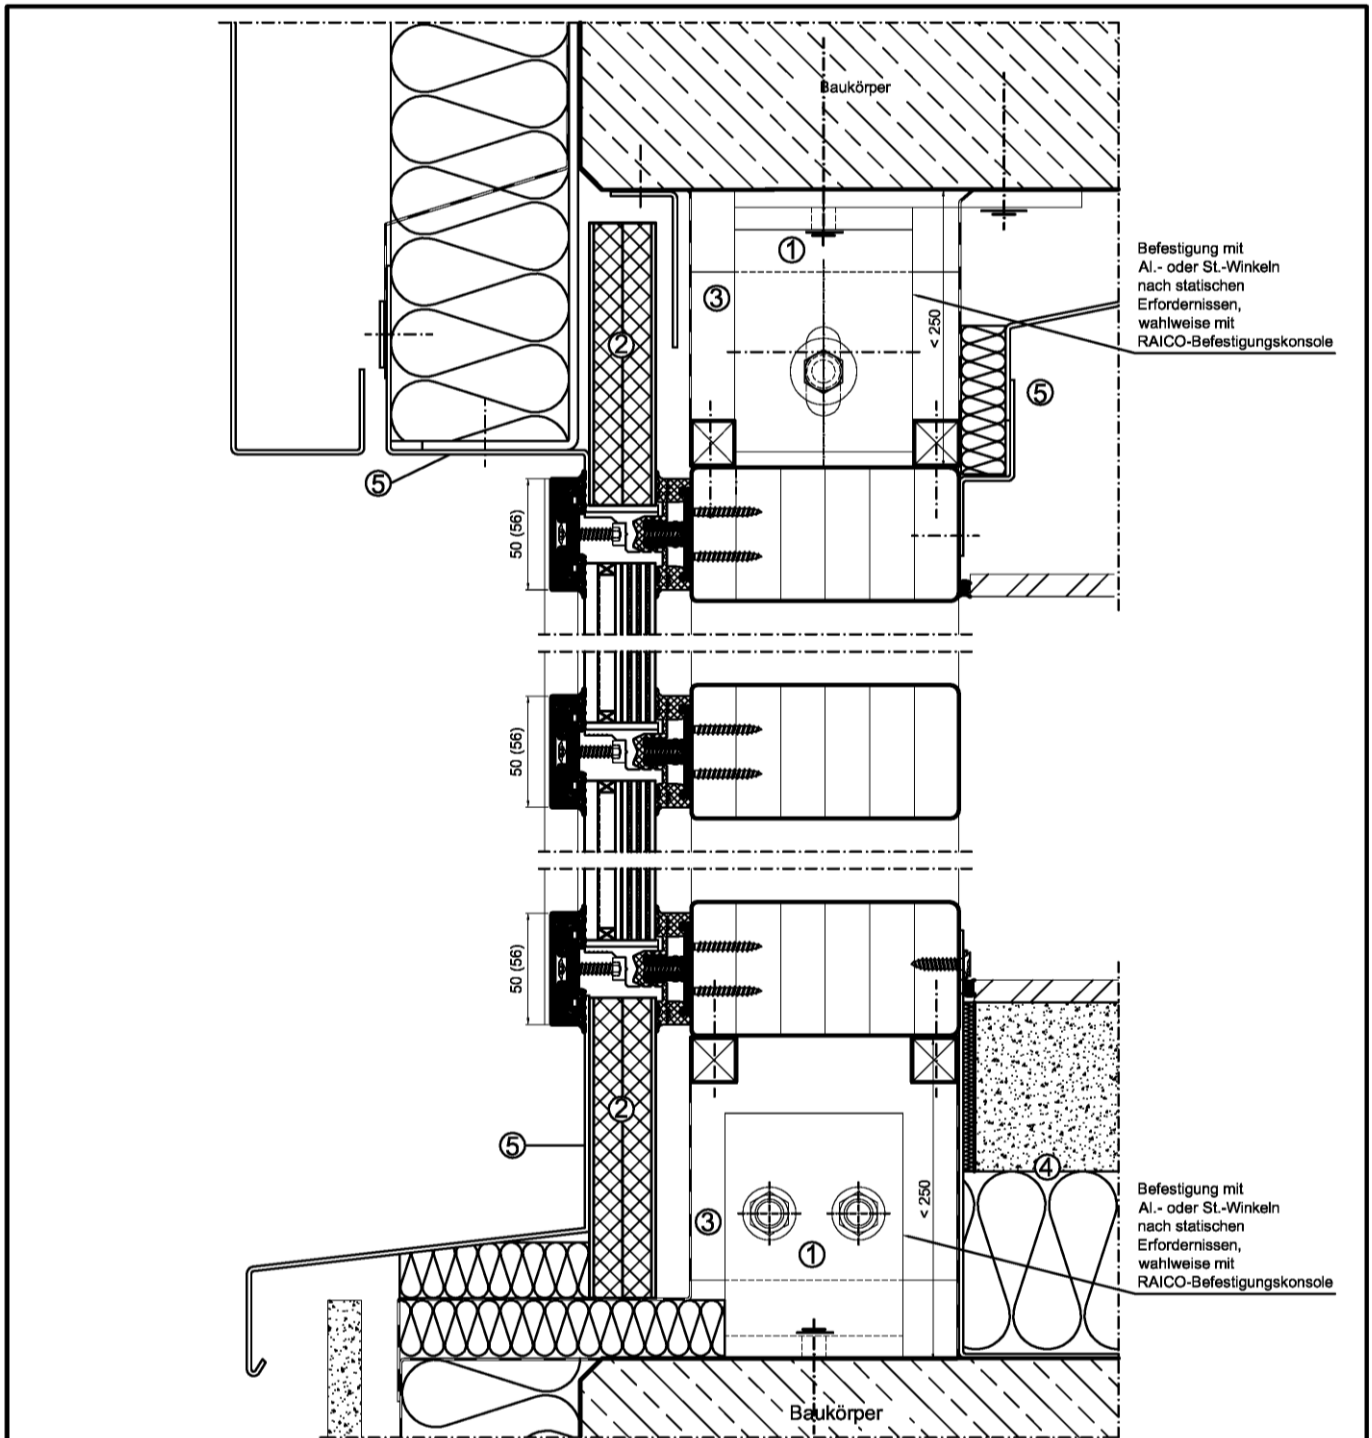 Baukörper
Befestigung mit
Al.- oder St.-Winkeln
nach statischen
Erfordernissen,
wahlweise mit
RAICO-Befestigungskonsole
1
3
2
< 250
5
5
50 (56)
50 (56)
50 (56)
2
5
4
3
< 250
1
Befestigung mit
Al.- oder St.-Winkeln
nach statischen
Erfordernissen,
wahlweise mit
RAICO-Befestigungskonsole
Baukörper